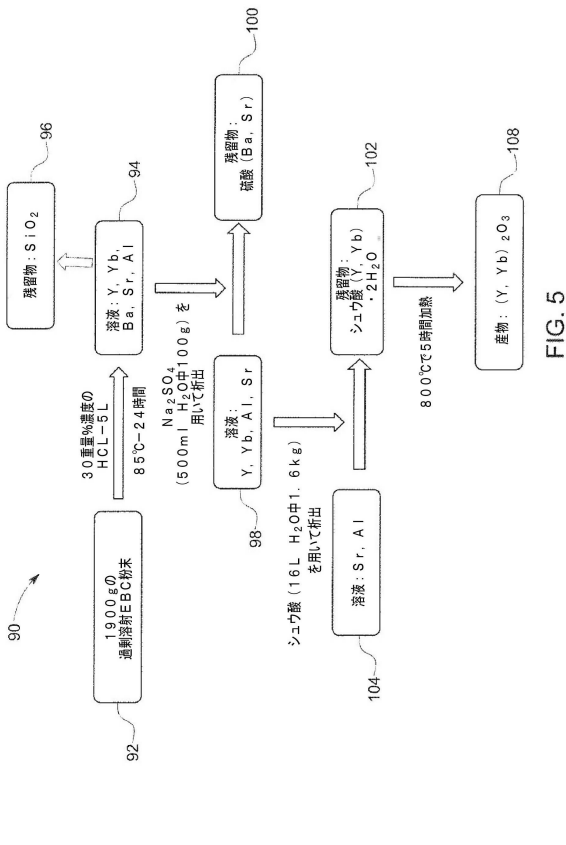 90
1900gの
過剰溶射EBC粉末
92
30重量%濃度の
HCL-5L
85℃-24時間
残留物:SiO2
96
溶液:Y, Yb,
Ba, Sr, Al
94
Na2SO4
(500ml H2O中100g)を
用いて析出
溶液:
Y, Yb, Al, Sr
98
残留物:
硫酸(Ba, Sr)
100
シュウ酸(16L H2O中1.6kg)
を用いて析出
溶液:Sr, Al
104
残留物:
シュウ酸(Y, Yb)
・2H2O
102
800℃で5時間加熱
産物:(Y, Yb)2O3
108
FIG. 5